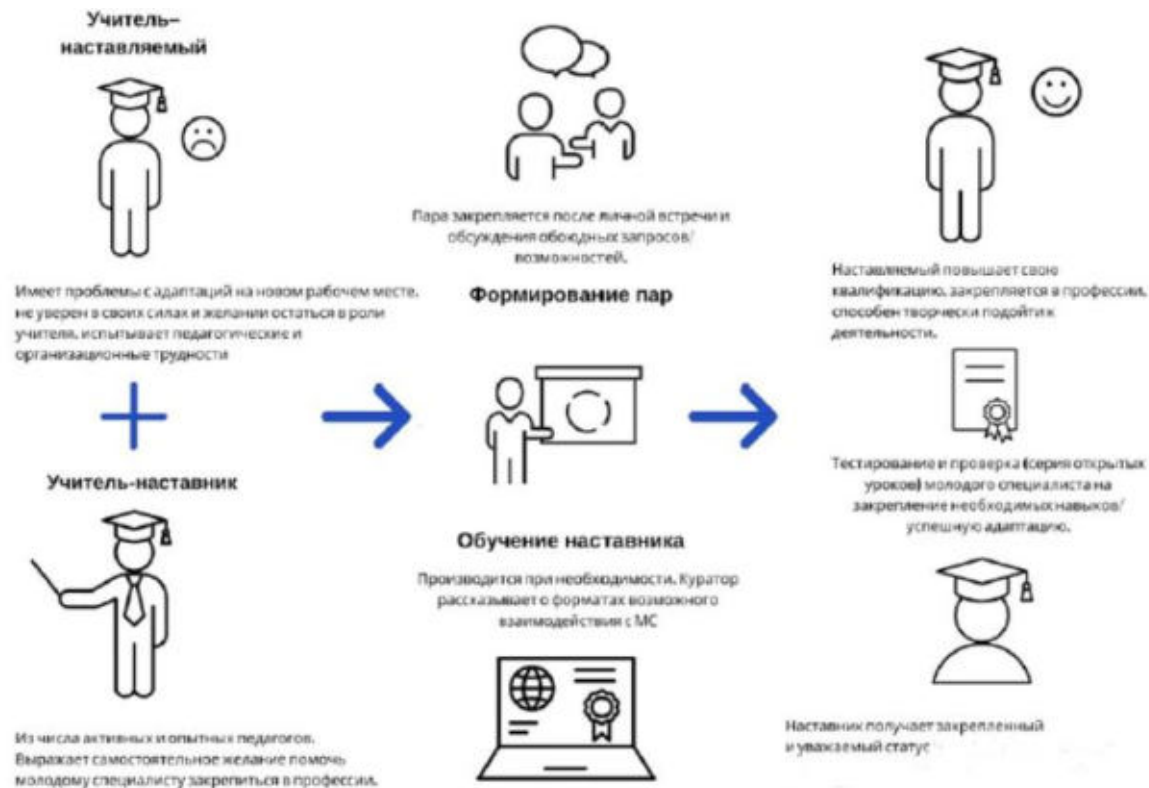 Учитель–
наставляемый
Имеет проблемы с адаптаций на новом рабочем месте,
не уверен в своих силах и желании остаться в роли
учителя, испытывает педагогические и
организационные трудности
Учитель-наставник
Из числа активных и опытных педагогов.
Выражает самостоятельное желание помочь
молодому специалисту закрепиться в профессии.
Пара закрепляется после личной встречи и
обсуждения обоюдных запросов/
возможностей.
Формирование пар
Обучение наставника
Производится при необходимости. Куратор
рассказывает о форматах возможного
взаимодействия с МС
Наставляемый повышает свою
квалификацию, закрепляется в профессии,
способен творчески подойти к
деятельности.
Тестирование и проверка (серия открытых
уроков) молодого специалиста на
закрепление необходимых навыков/
успешную адаптацию.
Наставник получает закрепленный
и уважаемый статус